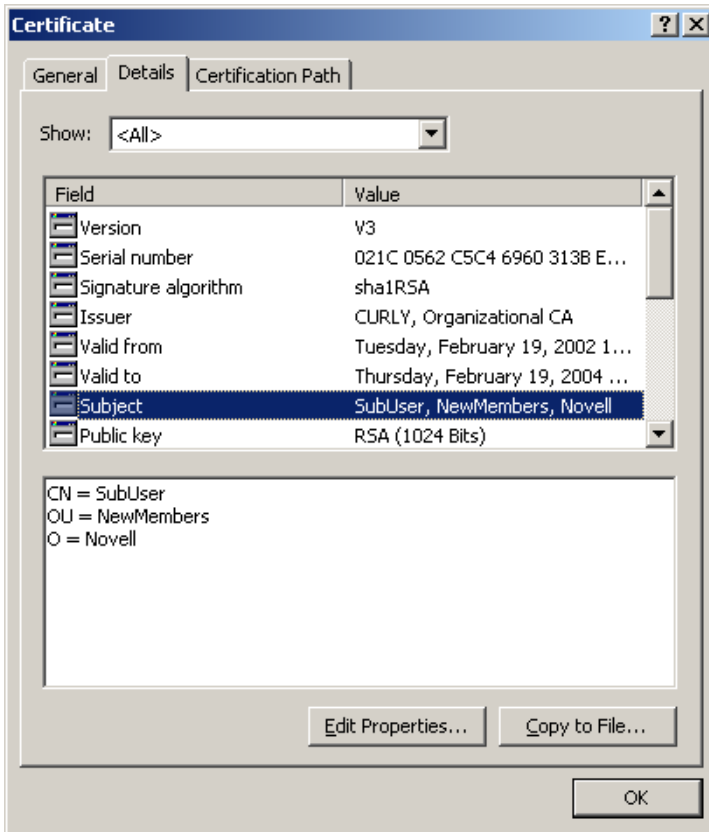 Certificate
General Details Certification Path
Show: <All>
Field Value
Version V3
Serial number 021C 0562 C5C4 6960 313B E...
Signature algorithm sha1RSA
Issuer CURLY, Organizational CA
Valid from Tuesday, February 19, 2002 1...
Valid to Thursday, February 19, 2004 ...
Subject SubUser, NewMembers, Novell
Public key RSA (1024 Bits)
CN = SubUser
OU = NewMembers
O = Novell
Edit Properties... Copy to File...
OK